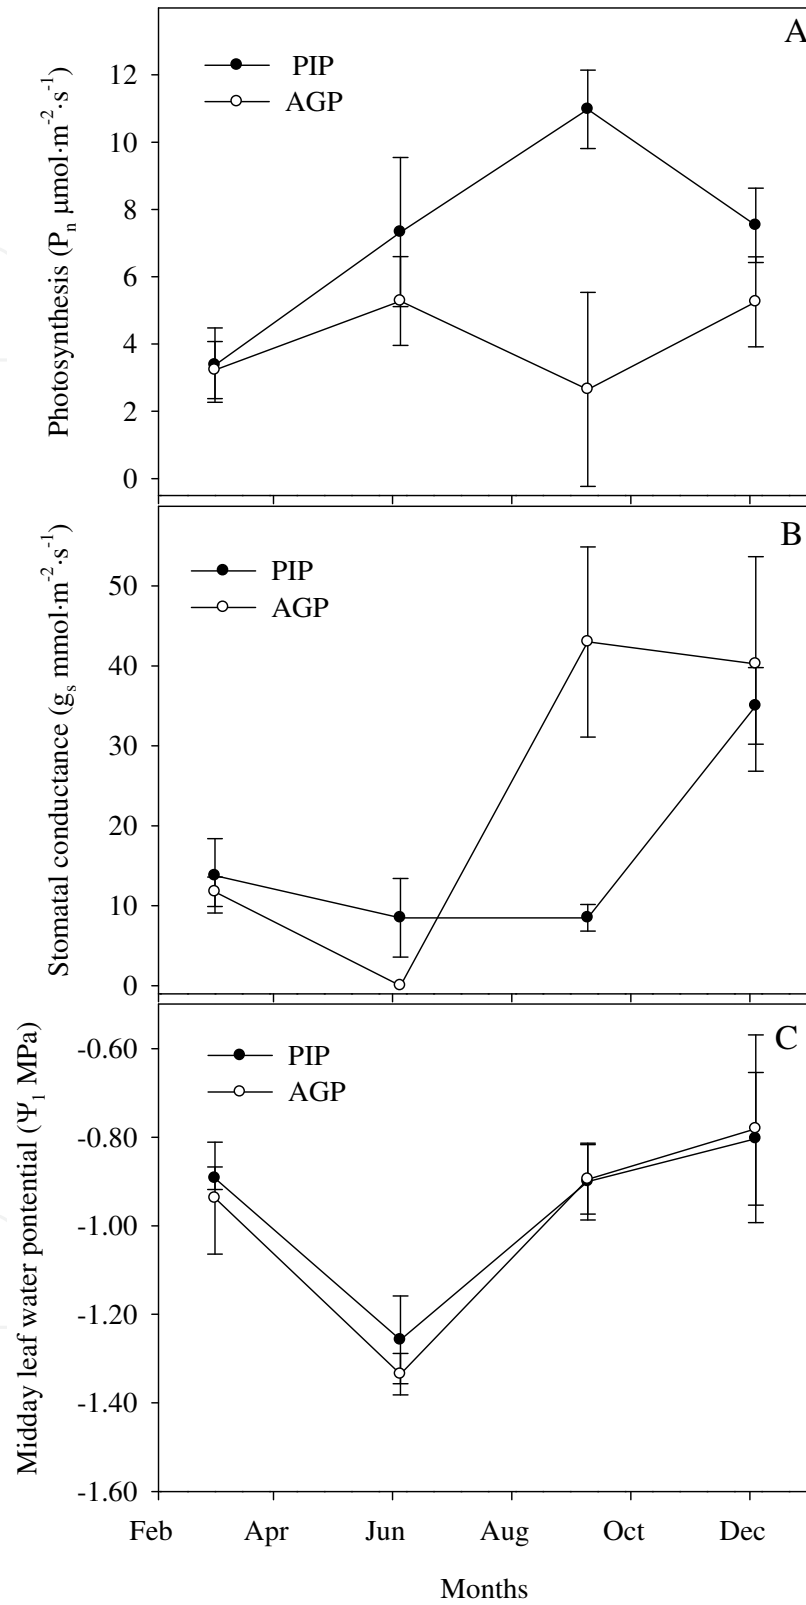 A
PIP
AGP
12
10
8
6
4
2
0
Photosynthesis (Pₙ μmol·m⁻²·s⁻¹)
B
PIP
AGP
50
40
30
20
10
0
Stomatal conductance (gₛ mmol·m⁻²·s⁻¹)
C
PIP
AGP
-0.60
-0.80
-1.00
-1.20
-1.40
-1.60
Midday leaf water pontential (Ψ₁ MPa)
Feb Apr Jun Aug Oct Dec
Months